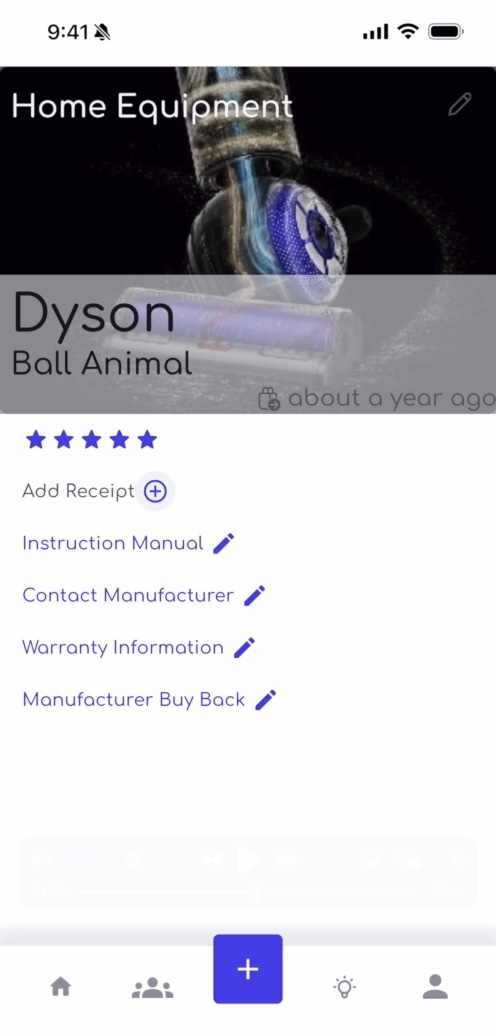 9:41
Home Equipment
Dyson
Ball Animal
about a year ago
Add Receipt
Instruction Manual
Contact Manufacturer
Warranty Information
Manufacturer Buy Back